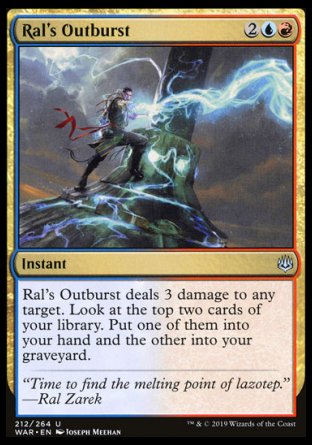 Ral's Outburst 2
Instant
Ral's Outburst deals 3 damage to any
target. Look at the top two cards of
your library. Put one of them into
your hand and the other into your
graveyard.
"Time to find the melting point of lazotep."
—Ral Zarek
212/264 U
WAR • EN Joseph Meehan ™ & © 2019 Wizards of the Coast